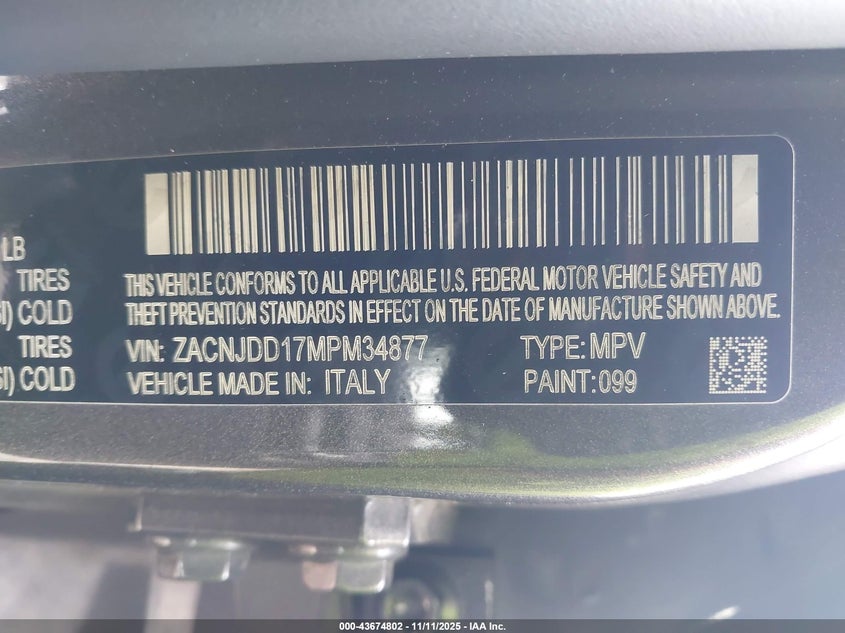 LB
TIRES
COLD
TIRES
COLD
THIS VEHICLE CONFORMS TO ALL APPLICABLE U.S. FEDERAL MOTOR VEHICLE SAFETY AND
THEFT PREVENTION STANDARDS IN EFFECT ON THE DATE OF MANUFACTURE SHOWN ABOVE.
VIN: ZACNJDD17MPM34877 TYPE: MPV
VEHICLE MADE IN: ITALY PAINT: 099
000-43674802 - 11/11/2025 - IAA Inc.